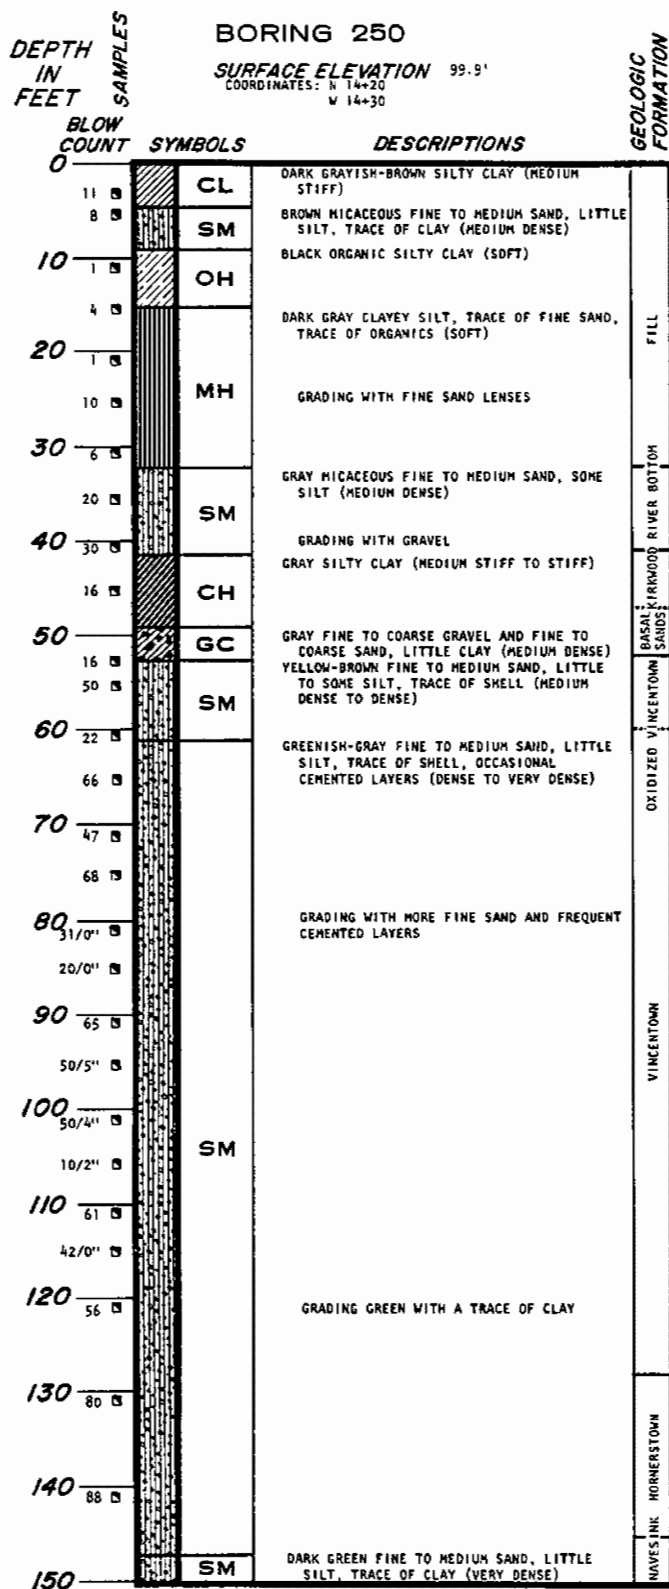 BORING 250
DEPTH IN FEET
SAMPLES
SURFACE ELEVATION 99.9'
COORDINATES: N 14+20
W 14+30
GEOLOGIC FORMATION
BLOW COUNT
SYMBOLS
DESCRIPTIONS
0
CL
DARK GRAYISH-BROWN SILTY CLAY (MEDIUM
STIFF)
11
8
SM
BROWN MICACEOUS FINE TO MEDIUM SAND, LITTLE
SILT, TRACE OF CLAY (MEDIUM DENSE)
10
1
OH
BLACK ORGANIC SILTY CLAY (SOFT)
4
DARK GRAY CLAYEY SILT, TRACE OF FINE SAND,
TRACE OF ORGANICS (SOFT)
FILL
20
1
MH
10
GRADING WITH FINE SAND LENSES
30
6
GRAY MICACEOUS FINE TO MEDIUM SAND, SOME
SILT (MEDIUM DENSE)
RIVER BOTTOM
20
SM
40
30
GRADING WITH GRAVEL
GRAY SILTY CLAY (MEDIUM STIFF TO STIFF)
KIRKWOOD
16
CH
50
GC
GRAY FINE TO COARSE GRAVEL AND FINE TO
COARSE SAND, LITTLE CLAY (MEDIUM DENSE)
BASAL SANDS
16
YELLOW-BROWN FINE TO MEDIUM SAND, LITTLE
TO SOME SILT, TRACE OF SHELL (MEDIUM
DENSE TO DENSE)
50
SM
OXIDIZED VINCENTOWN
60
22
GREENISH-GRAY FINE TO MEDIUM SAND, LITTLE
SILT, TRACE OF SHELL, OCCASIONAL
CEMENTED LAYERS (DENSE TO VERY DENSE)
66
70
47
68
80
31/0"
GRADING WITH MORE FINE SAND AND FREQUENT
CEMENTED LAYERS
20/0"
90
65
VINCENTOWN
50/5"
100
50/4"
SM
10/2"
110
61
42/0"
120
56
GRADING GREEN WITH A TRACE OF CLAY
130
80
HORNERSTOWN
140
88
NAVESINK
SM
DARK GREEN FINE TO MEDIUM SAND, LITTLE
SILT, TRACE OF CLAY (VERY DENSE)
150